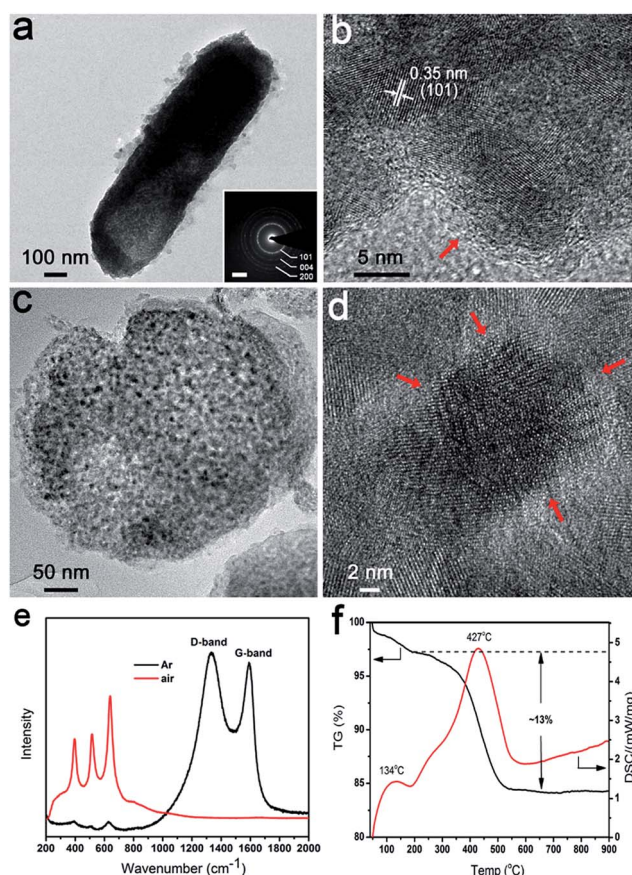 a
100 nm
101
004
200
b
0.35 nm
(101)
5 nm
c
50 nm
d
2 nm
e
Ar
air
D-band
G-band
Intensity
200 400 600 800 1000 1200 1400 1600 1800 2000
Wavenumber (cm-1)
f
427°C
134°C
~13%
TG (%)
100
95
90
85
80
DSC/(mW/mg)
5
4
3
2
1
0
100 200 300 400 500 600 700 800 900
Temp (°C)